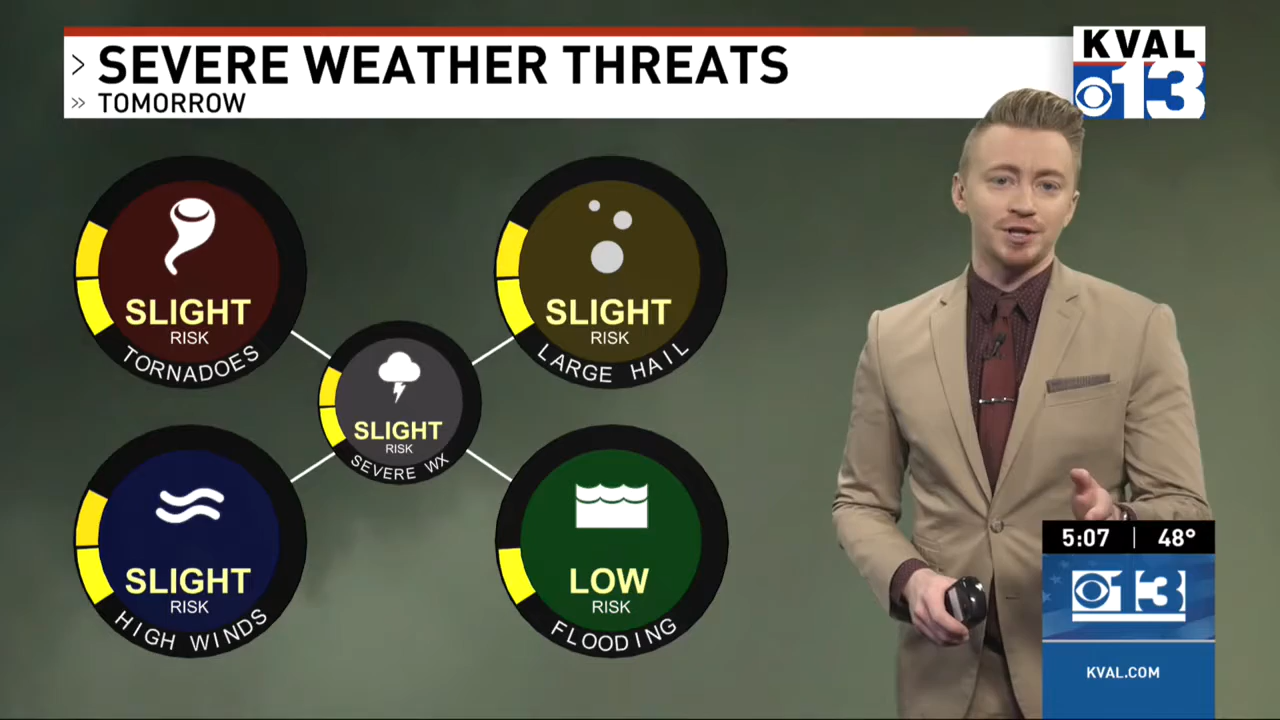 SEVERE WEATHER THREATS
TOMORROW
KVAL
13
SLIGHT
RISK
TORNADOES
SLIGHT
RISK
LARGE HAIL
SLIGHT
RISK
SEVERE WX
SLIGHT
RISK
HIGH WINDS
LOW
RISK
FLOODING
5:07 48°
13
KVAL.COM